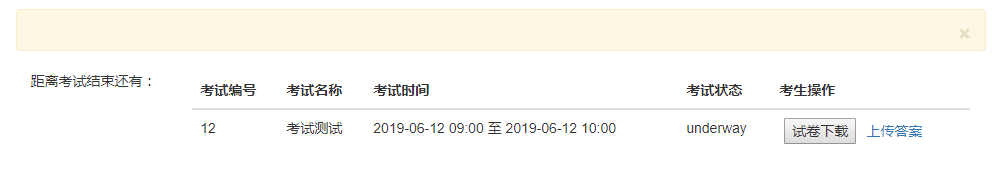 ×
距离考试结束还有：
考试编号 考试名称 考试时间 考试状态 考生操作
12 考试测试 2019-06-12 09:00 至 2019-06-12 10:00 underway 试卷下载 上传答案